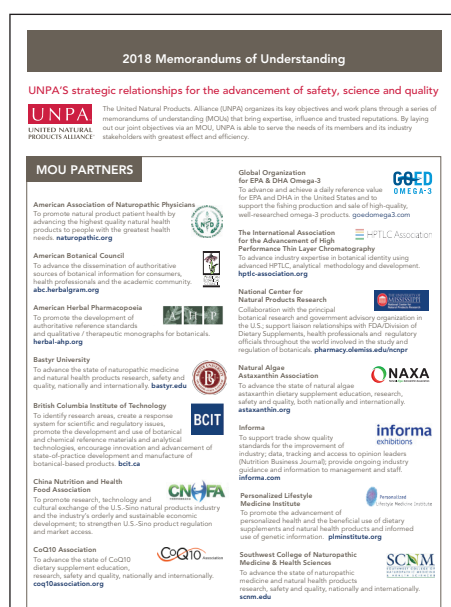 2018 Memorandums of Understanding
UNPA'S strategic relationships for the advancement of safety, science and quality
UNPA
UNITED NATURAL
PRODUCTS ALLIANCE
The United Natural Products. Alliance (UNPA) organizes its key objectives and work plans through a series of
memorandums of understanding (MOUs) that bring expertise, influence and trusted reputations. By laying
out our joint objectives via an MOU, UNPA is able to serve the needs of its members and its industry
stakeholders with greatest effect and efficiency.
MOU PARTNERS
American Association of Naturopathic Physicians
To promote natural product patient health by
advancing the highest quality natural health
products to people with the greatest health
needs. naturopathic.org
American Botanical Council
To advance the dissemination of authoritative
sources of botanical information for consumers,
health professionals and the academic community.
abc.herbalgram.org
American Herbal Pharmacopoeia
To promote the development of
authoritative reference standards
and qualitative / therapeutic monographs for botanicals.
herbal-ahp.org
AHP
Bastyr University
To advance the state of naturopathic medicine
and natural health products research, safety and
quality, nationally and internationally. bastyr.edu
British Columbia Institute of Technology
To identify research areas, create a response
system for scientific and regulatory issues,
promote the development and use of botanical
and chemical reference materials and analytical
technologies, encourage innovation and advancement of
state-of-practice development and manufacture of
botanical-based products. bcit.ca
BCIT
China Nutrition and Health
Food Association
To promote research, technology and
cultural exchange of the U.S.-Sino natural products industry
and the industry's orderly and sustainable economic
development; to strengthen U.S.-Sino product regulation
and market access.
CNHFA
CoQ10 Association
To advance the state of CoQ10
dietary supplement education,
research, safety and quality, nationally and internationally.
coq10association.org
CoQ10 Association
Global Organization
for EPA & DHA Omega-3
To advance and achieve a daily reference value
for EPA and DHA in the United States and to
support the fishing production and sale of high-quality,
well-researched omega-3 products. goedomega3.com
GOED
OMEGA-3
The International Association
for the Advancement of High
Performance Thin Layer Chromatography
To advance industry expertise in botanical identity using
advanced HPTLC, analytical methodology and development.
hptlc-association.org
HPTLC Association
National Center for
Natural Products Research
Collaboration with the principal
botanical research and government advisory organization in
the U.S.; support liaison relationships with FDA/Division of
Dietary Supplements, health professionals and regulatory
officials throughout the world involved in the study and
regulation of botanicals. pharmacy.olemiss.edu/ncnpr
MISSISSIPPI
Natural Algae
Astaxanthin Association
To advance the state of natural algae
astaxanthin dietary supplement education, research,
safety and quality, both nationally and internationally.
astaxanthin.org
NAXA
Informa
To support trade show quality
standards for the improvement of
industry; data, tracking and access to opinion leaders
(Nutrition Business Journal); provide ongoing industry
guidance and information to management and staff.
informa.com
informa
exhibitions
Personalized Lifestyle
Medicine Institute
To promote the advancement of
personalized health and the beneficial use of dietary
supplements and natural health products and informed
use of genetic information. plminstitute.org
Personalized
Lifestyle Medicine Institute
Southwest College of Naturopathic
Medicine & Health Sciences
To advance the state of naturopathic
medicine and natural health products
research, safety and quality, nationally and internationally.
scnm.edu
SCNM